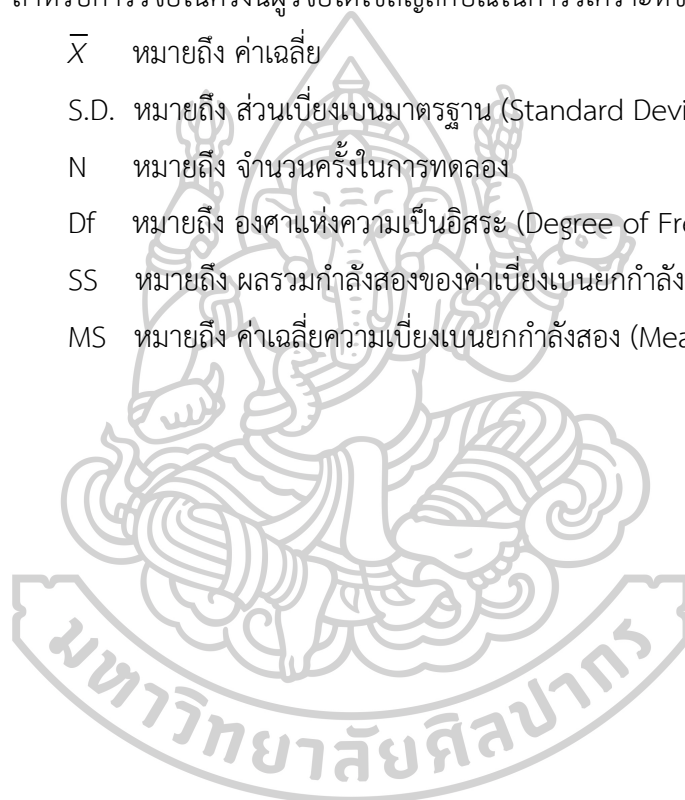 สำหรับการวิจัยในครั้งนี้ผู้วิจัยได้ใช้สัญลักษณ์ในการวิเคราะห์
X̅ หมายถึง ค่าเฉลี่ย
S.D. หมายถึง ส่วนเบี่ยงเบนมาตรฐาน (Standard Devi
N หมายถึง จำนวนครั้งในการทดลอง
Df หมายถึง องศาแห่งความเป็นอิสระ (Degree of Fre
SS หมายถึง ผลรวมกำลังสองของค่าเบี่ยงเบนยกกำลัง
MS หมายถึง ค่าเฉลี่ยความเบี่ยงเบนยกกำลังสอง (Mea
มหาวิทยาลัยศิลปากร